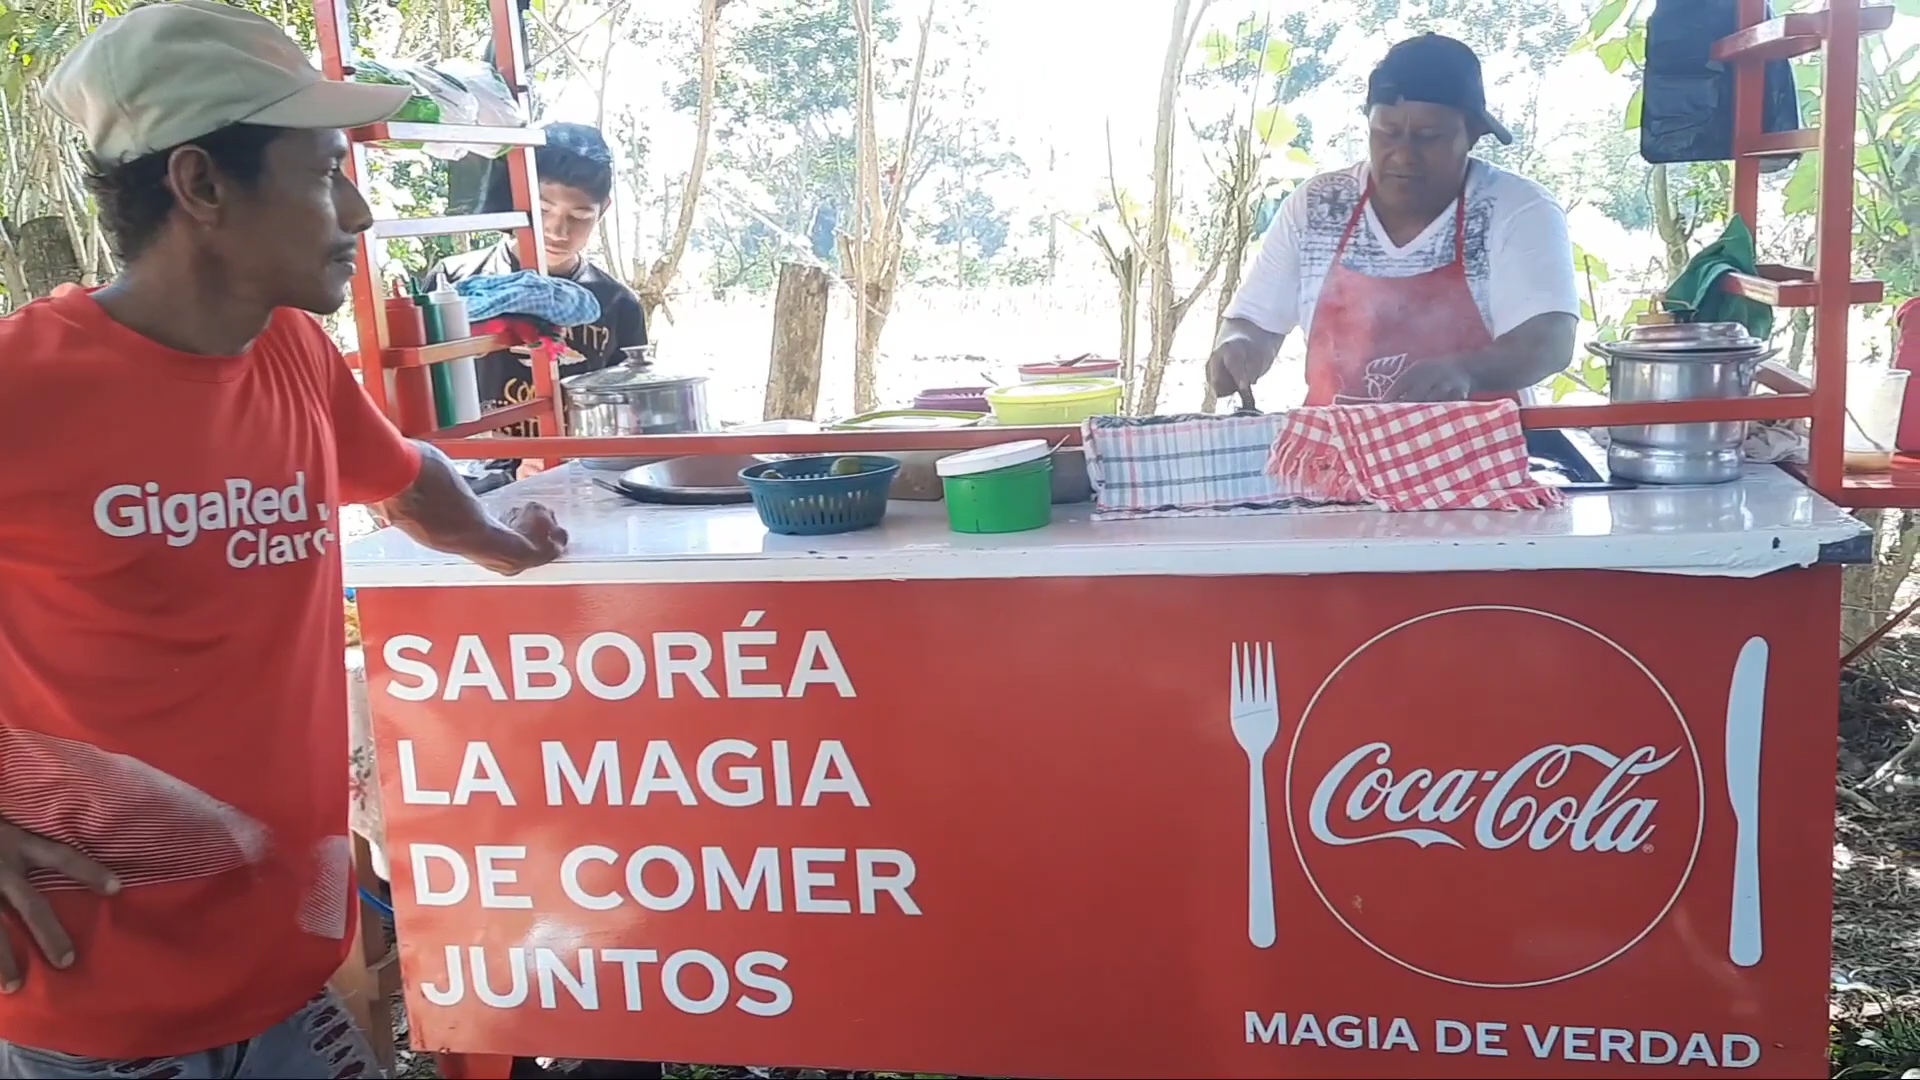 GigaRed
Claro
SABORÉA
LA MAGIA
DE COMER
JUNTOS
Coca-Cola
MAGIA DE VERDAD